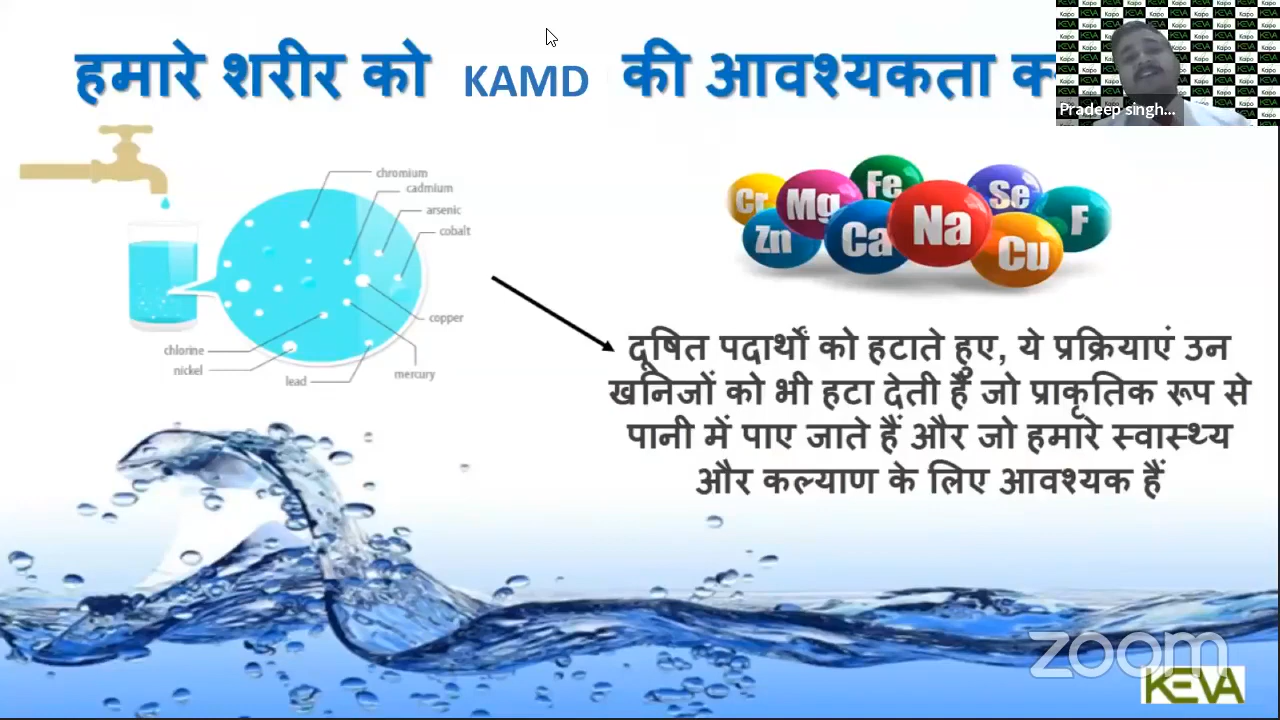 हमारे शरीर को KAMD की आवश्यकता
Pradeep singh...
chromium
cadmium
arsenic
cobalt
copper
mercury
lead
nickel
chlorine
Cr Mg Fe Se F
Zn Ca Na Cu
दूषित पदार्थों को हटाते हुए, ये प्रक्रियाएं उन
खनिजों को भी हटा देती हैं जो प्राकृतिक रूप से
पानी में पाए जाते हैं और जो हमारे स्वास्थ्य
और कल्याण के लिए आवश्यक हैं
zoom
KEVA